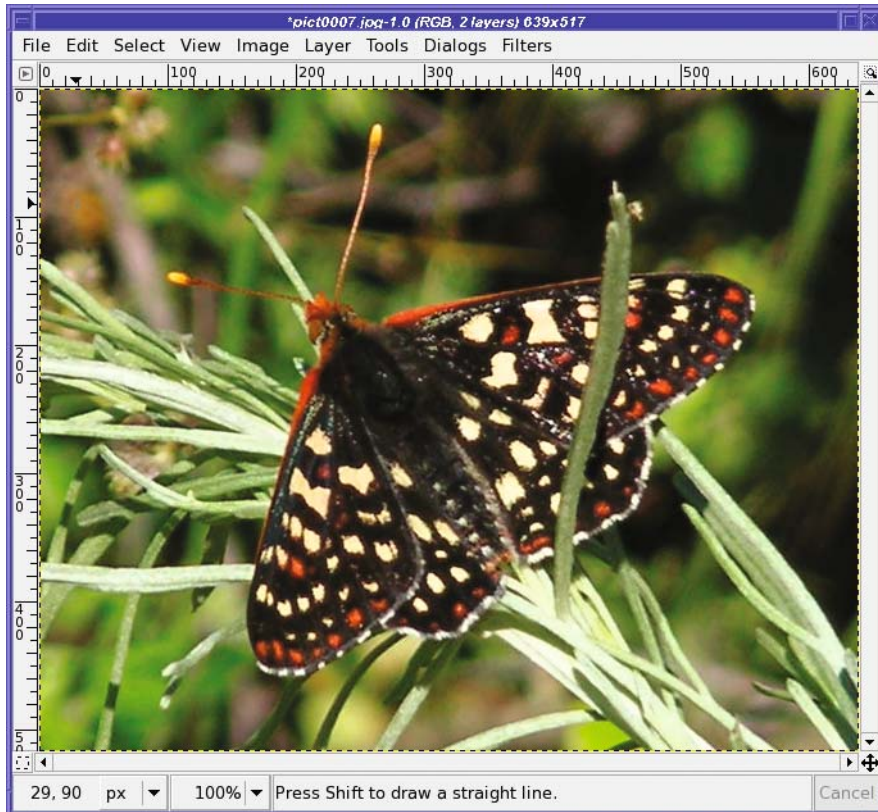 *pict0007.jpg-1.0 (RGB, 2 layers) 639x517
File Edit Select View Image Layer Tools Dialogs Filters
0 100 200 300 400 500 600
0
100
200
300
400
5
29, 90 px 100% Press Shift to draw a straight line. Cancel